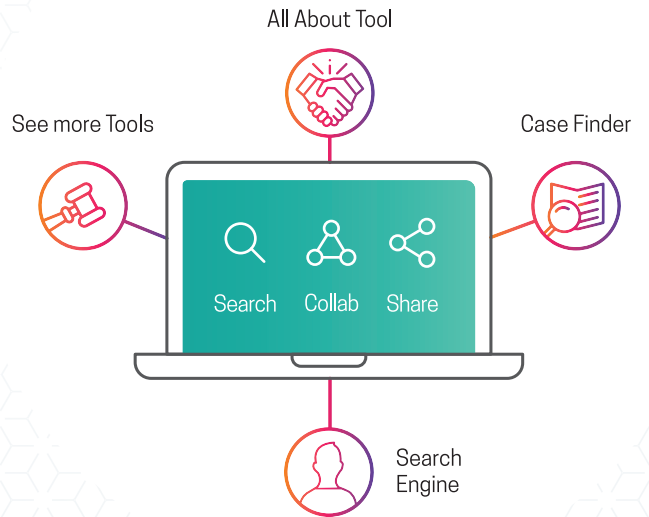 All About Tool
See more Tools
Case Finder
Search
Collab
Share
Search
Engine